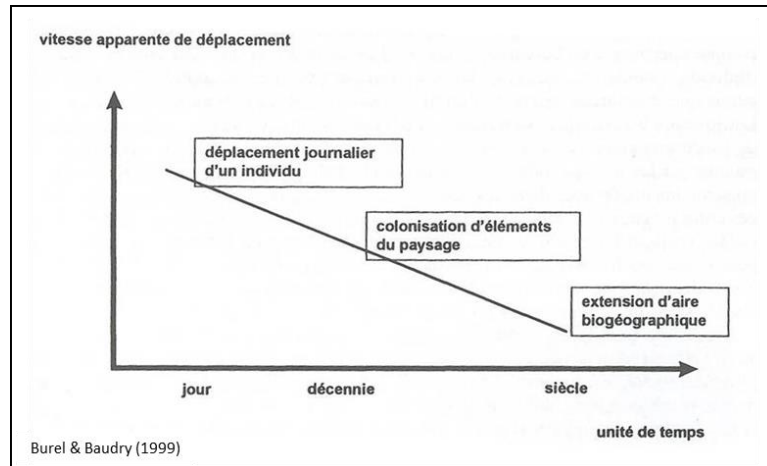 vitesse apparente de déplacement
déplacement journalier
d'un individu
colonisation d'éléments
du paysage
extension d'aire
biogéographique
jour décennie siècle
unité de temps
Burel & Baudry (1999)